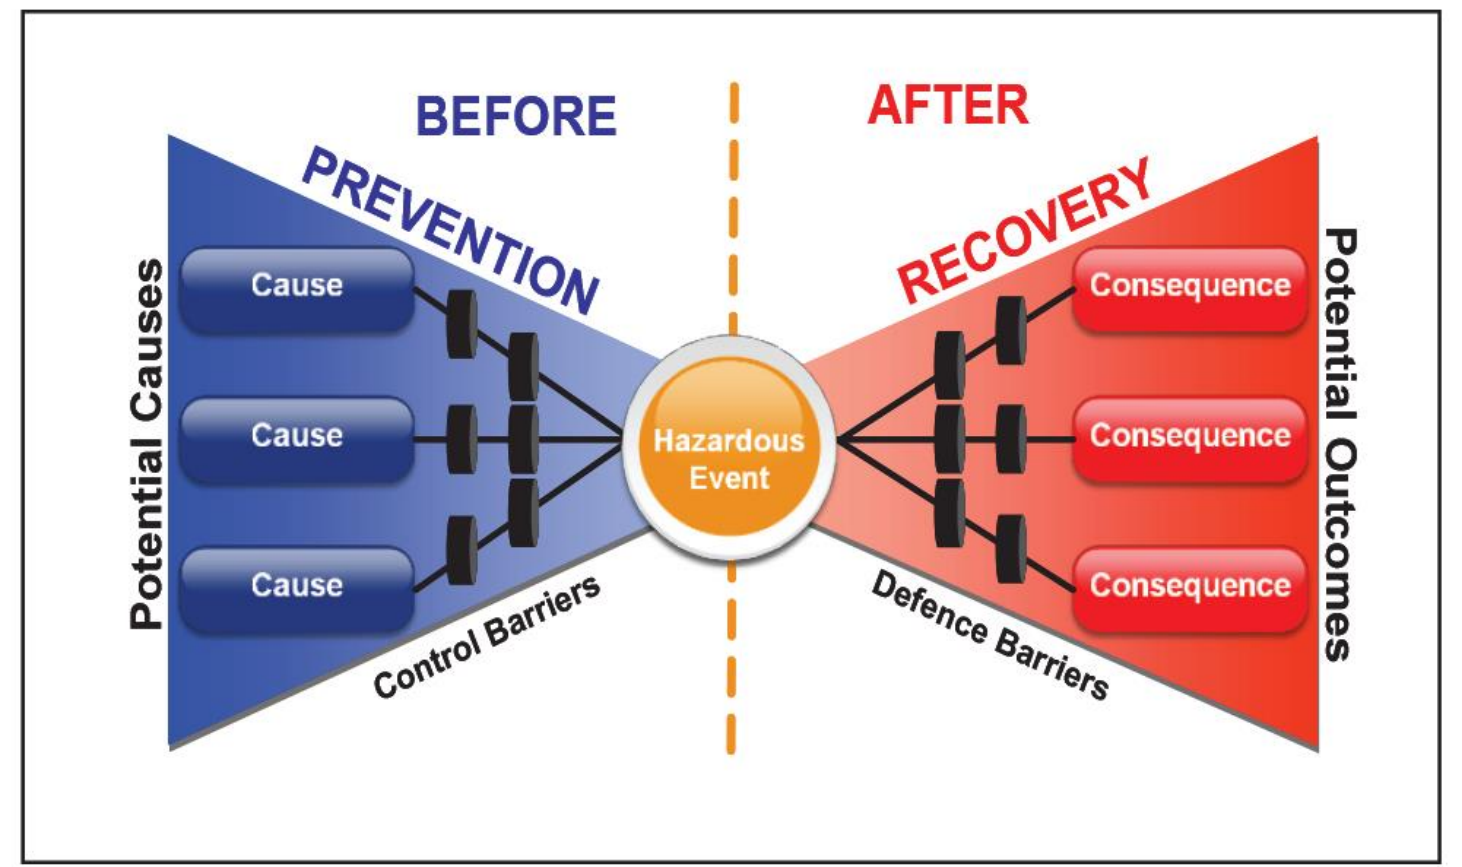 BEFORE
AFTER
PREVENTION
RECOVERY
Potential Causes
Cause
Cause
Cause
Control Barriers
Hazardous
Event
Defence Barriers
Consequence
Consequence
Consequence
Potential Outcomes